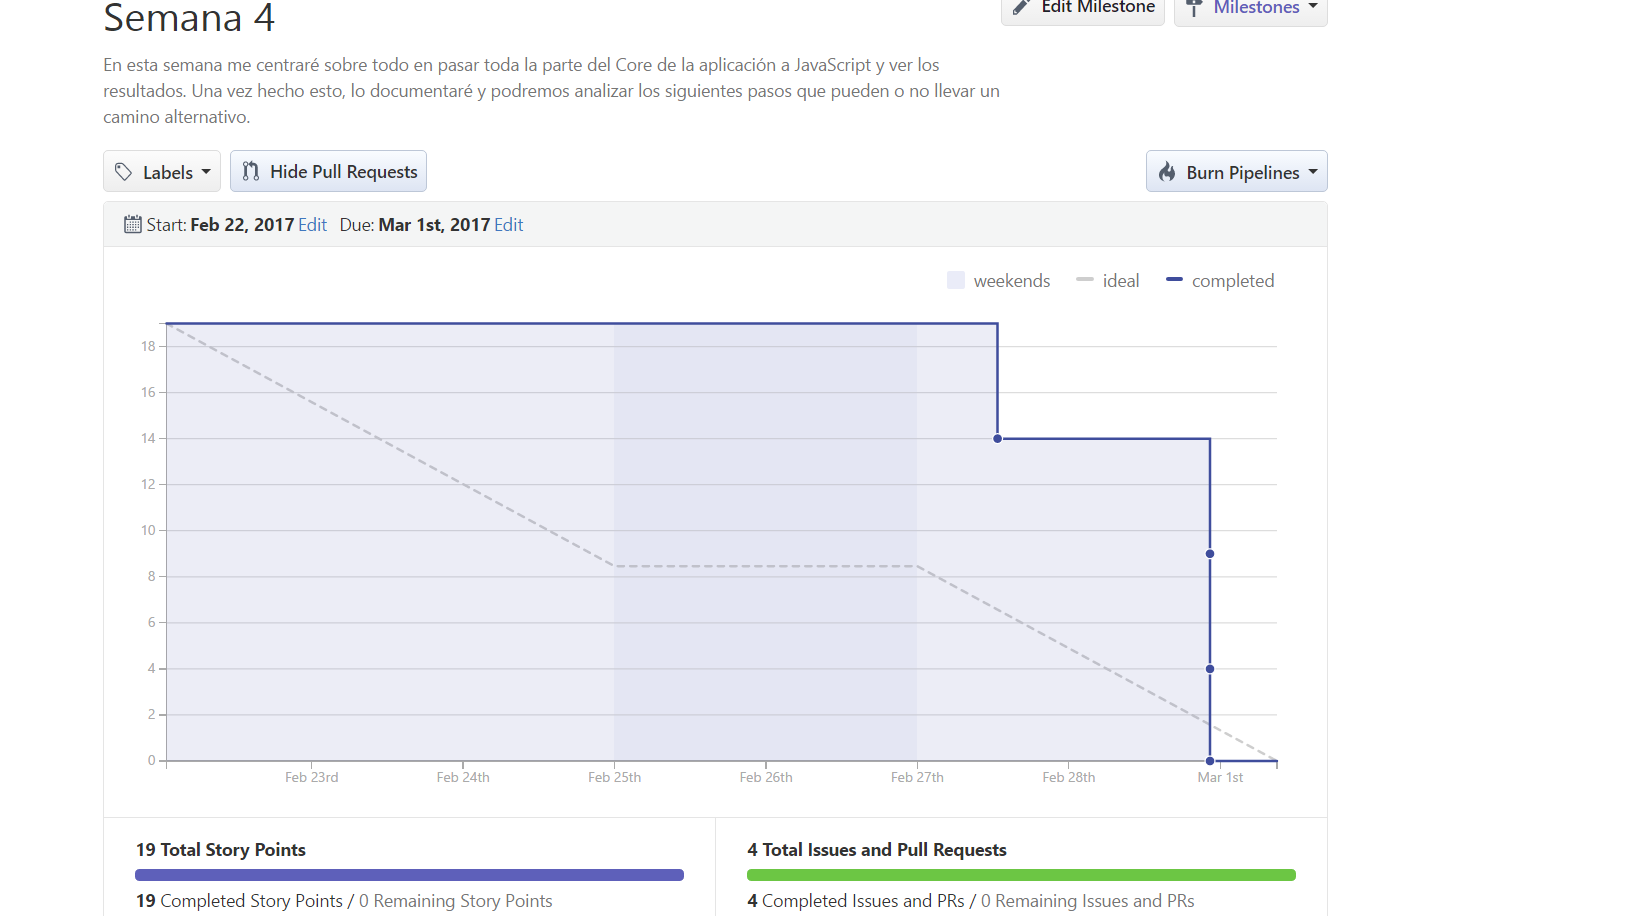 Semana 4
Edit Milestone
Milestones
En esta semana me centraré sobre todo en pasar toda la parte del Core de la aplicación a JavaScript y ver los
resultados. Una vez hecho esto, lo documentaré y podremos analizar los siguientes pasos que pueden o no llevar un
camino alternativo.
Labels
Hide Pull Requests
Burn Pipelines
Start: Feb 22, 2017 Edit Due: Mar 1st, 2017 Edit
weekends
ideal
completed
18
16
14
12
10
8
6
4
2
0
Feb 23rd
Feb 24th
Feb 25th
Feb 26th
Feb 27th
Feb 28th
Mar 1st
19 Total Story Points
19 Completed Story Points / 0 Remaining Story Points
4 Total Issues and Pull Requests
4 Completed Issues and PRs / 0 Remaining Issues and PRs